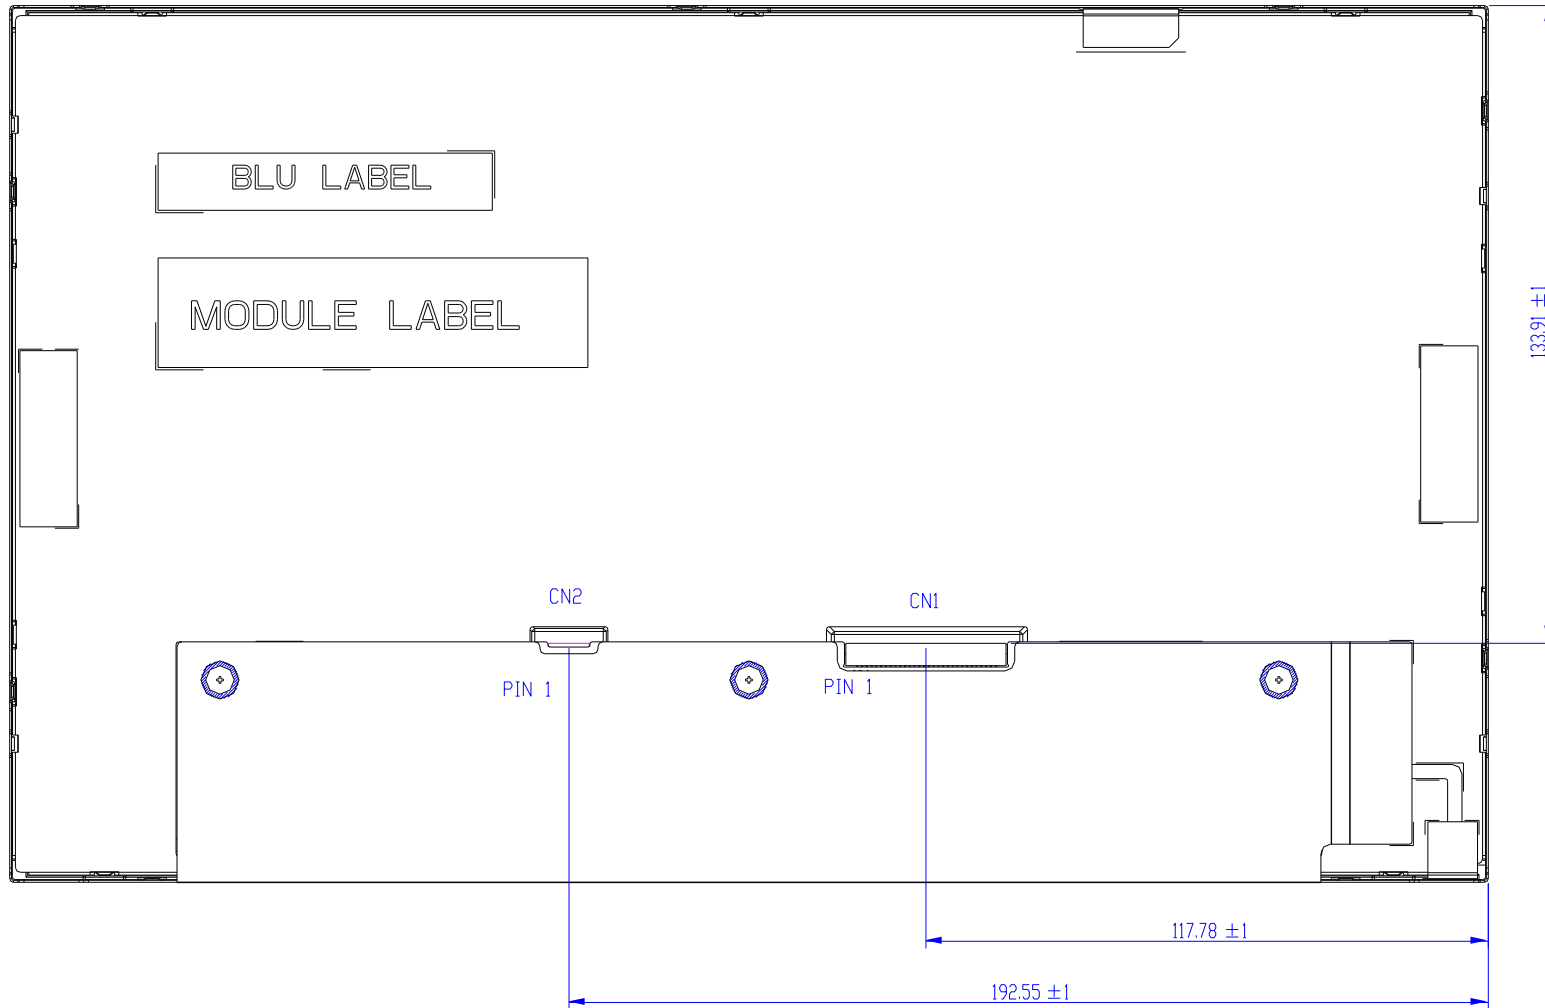 BLU LABEL
MODULE LABEL
133.91 ±1
CN2
CN1
PIN 1
PIN 1
117.78 ±1
192.55 ±1